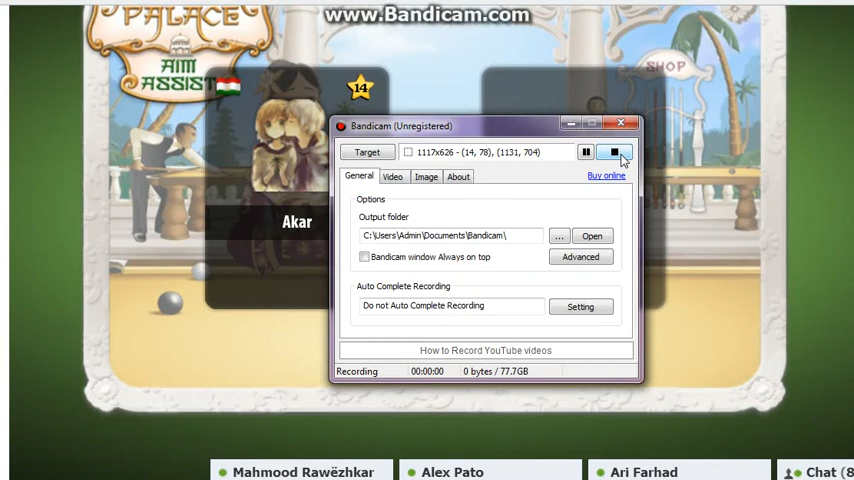 www.Bandicam.com
PALACE
AIM
ASSIST
14
SHOP
Bandicam (Unregistered)
Target
1117x626 - (14, 78), (1131, 704)
General
Video
Image
About
Buy online
Options
Output folder
C:\Users\Admin\Documents\Bandicam\
...
Open
Bandicam window Always on top
Advanced
Akar
Auto Complete Recording
Do not Auto Complete Recording
Setting
How to Record YouTube videos
Recording
00:00:00
0 bytes / 77.7GB
Mahmood Rawëzhkar
Alex Pato
Ari Farhad
Chat (8